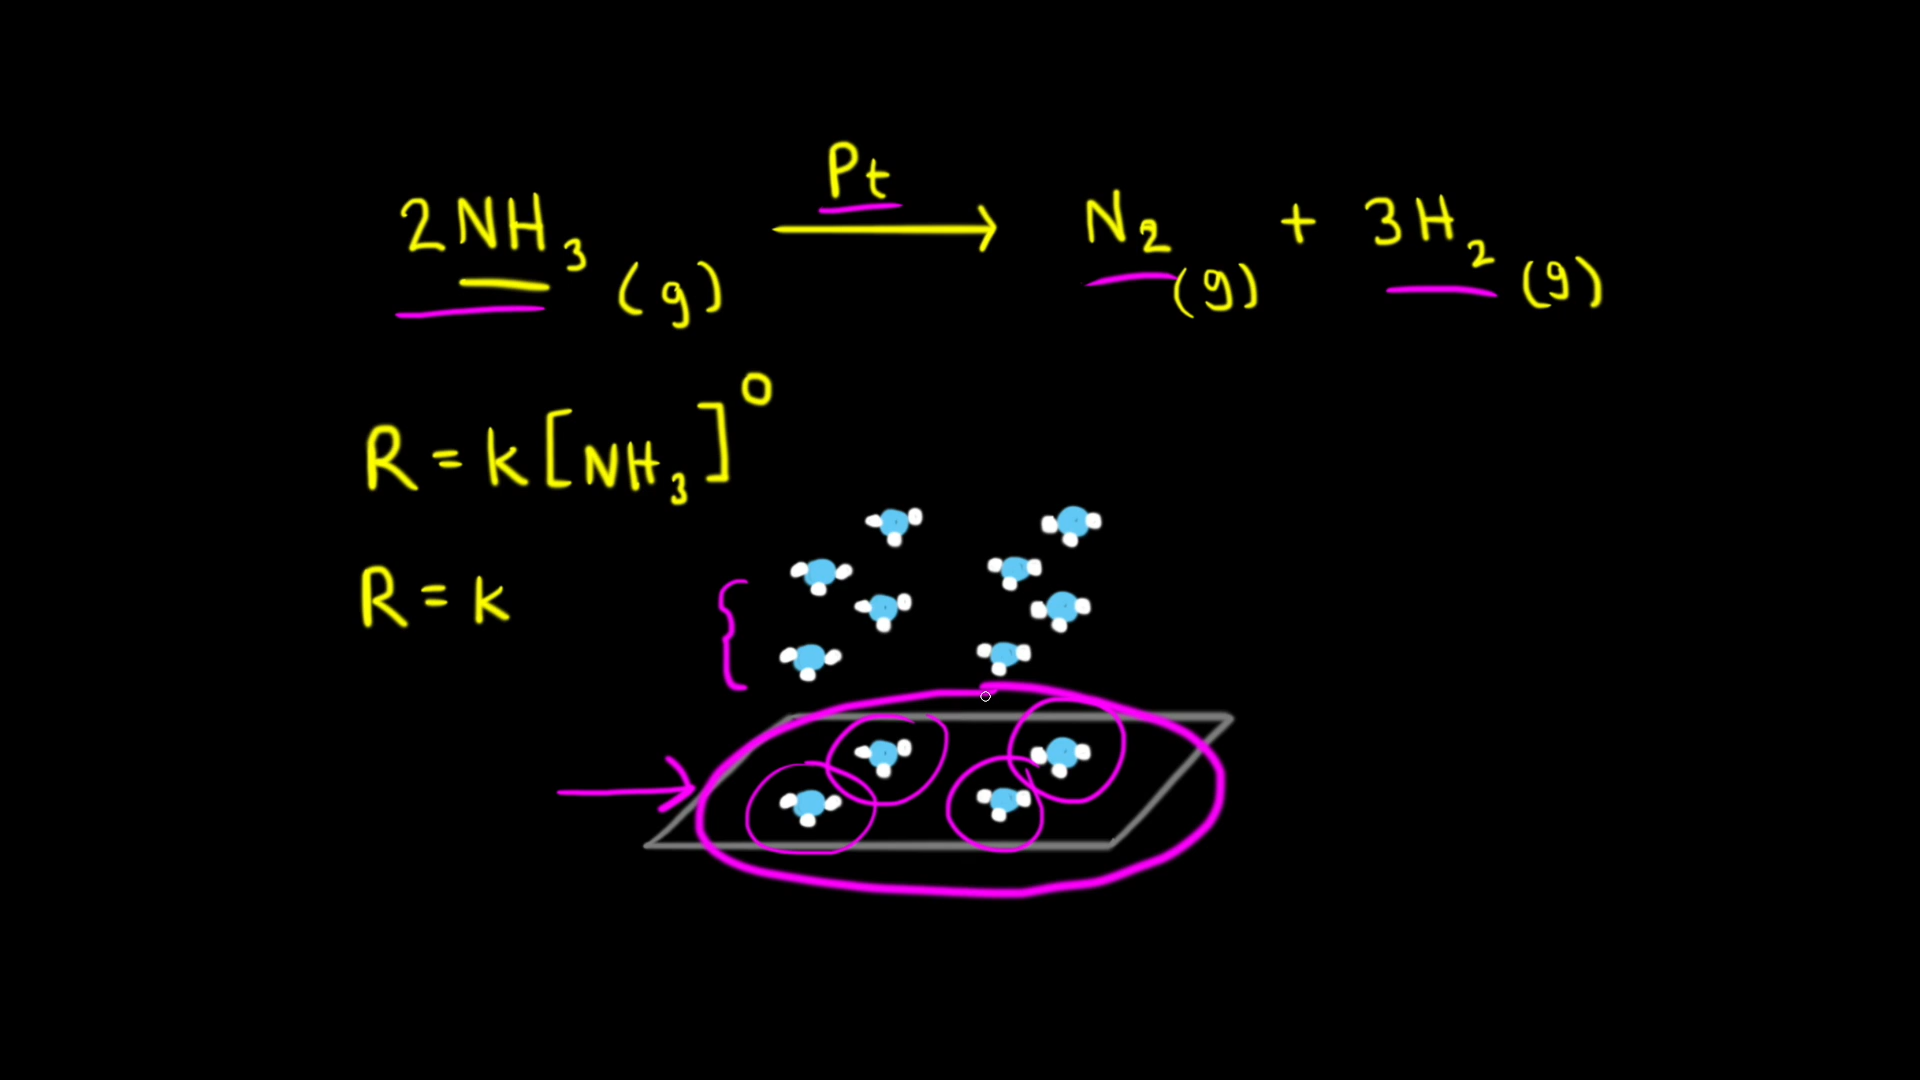 2NH₃(g) —Pt→ N₂(g) + 3H₂(g)
R = k[NH₃]⁰
R = k